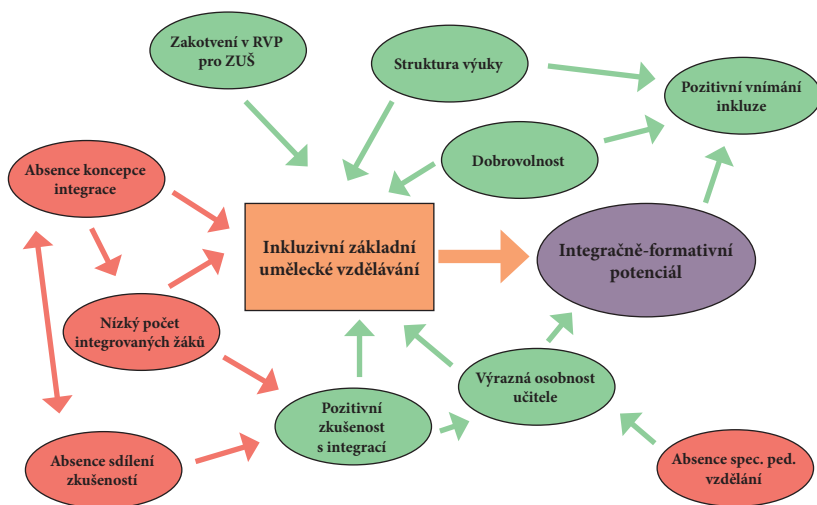 Zakotvení v RVP
pro ZUŠ
Struktura výuky
Pozitivní vnímání
inkluze
Dobrovolnost
Absence koncepce
integrace
Inkluzivní základní
umělecké vzdělávání
Integračně-formativní
potenciál
Nízký počet
integrovaných žáků
Výrazná osobnost
učitele
Pozitivní
zkušenost
s integrací
Absence sdílení
zkušeností
Absence spec. ped.
vzdělání